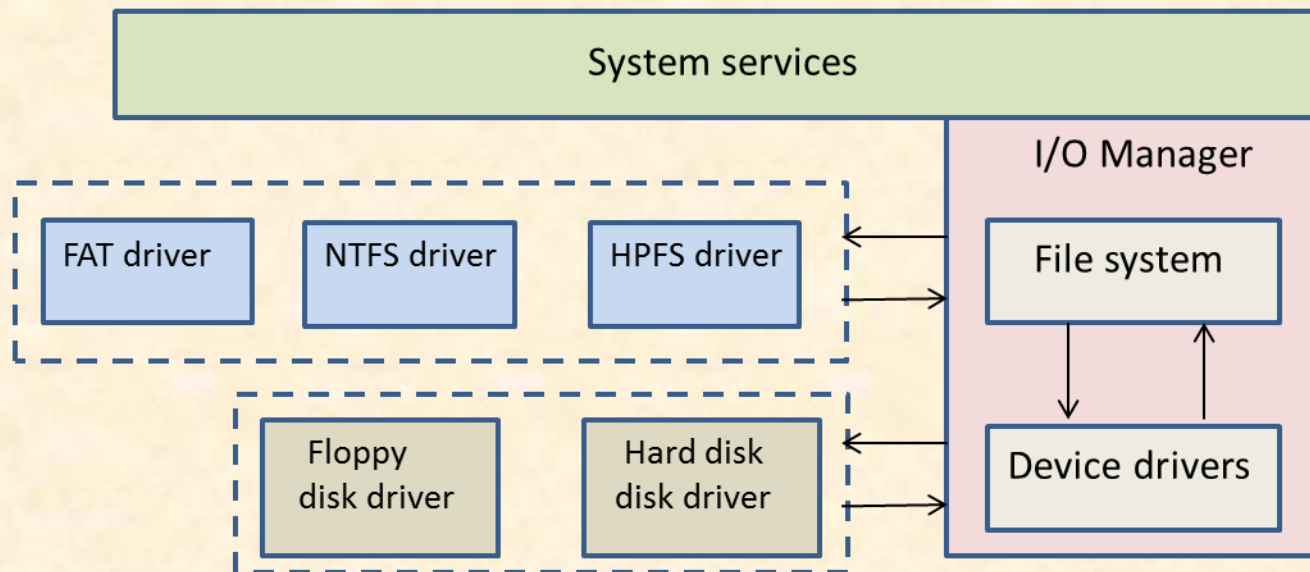 System services
I/O Manager
FAT driver
NTFS driver
HPFS driver
File system
Floppy
disk driver
Hard disk
disk driver
Device drivers